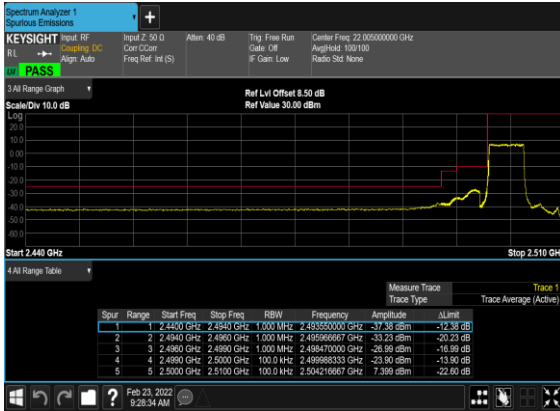 Spectrum Analyzer 1
Spurious Emissions
KEYSIGHT Input: RF Input Z: 50 Ω Atten: 40 dB Trig: Free Run Center Freq: 22.005000000 GHz
RL Coupling: DC Corr CCorr Gate: Off Avg|Hold: 100/100
Align: Auto Freq Ref: Int (S) IF Gain: Low Radio Std: None
PASS
3 All Range Graph
Ref Lvl Offset 8.50 dB
Scale/Div 10.0 dB Ref Value 30.00 dBm
Log
20.0
10.0
0.00
-10.0
-20.0
-30.0
-40.0
-50.0
-60.0
Start 2.440 GHz Stop 2.510 GH
4 All Range Table
Measure Trace Trace 1
Trace Type Trace Average (Active)
Spur Range Start Freq Stop Freq RBW Frequency Amplitude ΔLimit
1 1 2.4400 GHz 2.4940 GHz 1.000 MHz 2.493550000 GHz -37.38 dBm -12.38 dB
2 2 2.4940 GHz 2.4960 GHz 1.000 MHz 2.495966667 GHz -33.23 dBm -20.23 dB
3 3 2.4960 GHz 2.4990 GHz 1.000 MHz 2.498470000 GHz -26.99 dBm -16.99 dB
4 4 2.4990 GHz 2.5000 GHz 100.0 kHz 2.499988333 GHz -23.90 dBm -13.90 dB
5 5 2.5000 GHz 2.5100 GHz 100.0 kHz 2.504216667 GHz 7.399 dBm -22.60 dB
? Feb 23, 2022
9:28:34 AM